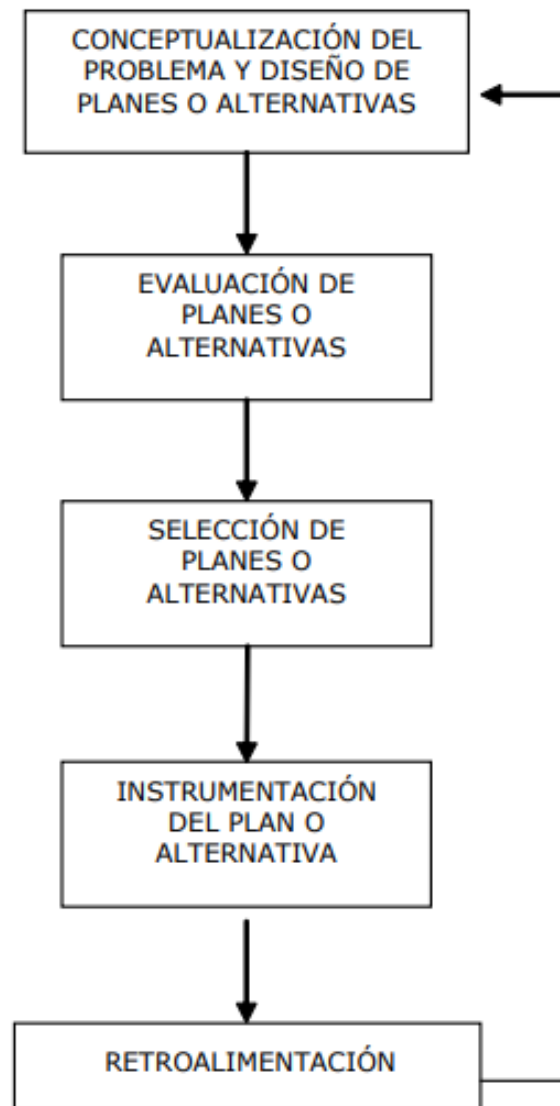 CONCEPTUALIZACIÓN DEL
PROBLEMA Y DISEÑO DE
PLANES O ALTERNATIVAS
EVALUACIÓN DE
PLANES O
ALTERNATIVAS
SELECCIÓN DE
PLANES O
ALTERNATIVAS
INSTRUMENTACIÓN
DEL PLAN O
ALTERNATIVA
RETROALIMENTACIÓN